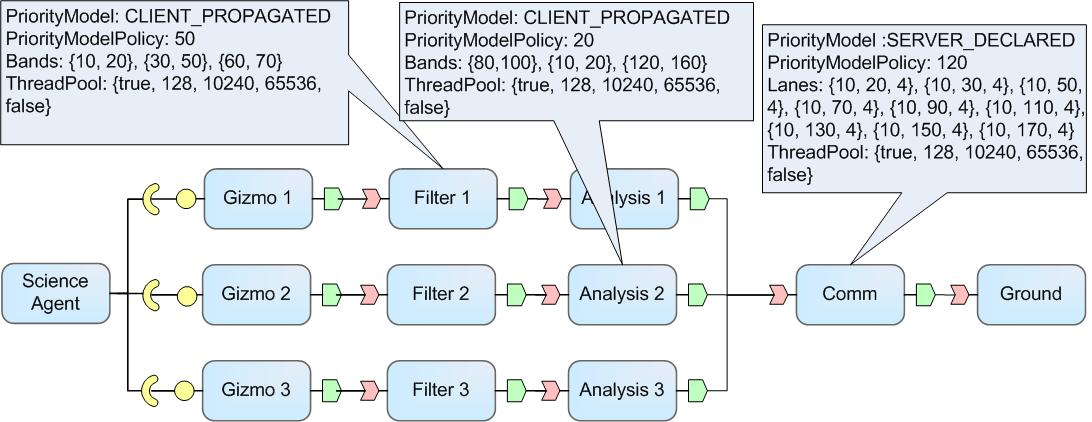 PriorityModel: CLIENT_PROPAGATED
PriorityModelPolicy: 50
Bands: {10, 20}, {30, 50}, {60, 70}
ThreadPool: {true, 128, 10240, 65536,
false}
PriorityModel: CLIENT_PROPAGATED
PriorityModelPolicy: 20
Bands: {80,100}, {10, 20}, {120, 160}
ThreadPool: {true, 128, 10240, 65536,
false}
PriorityModel :SERVER_DECLARED
PriorityModelPolicy: 120
Lanes: {10, 20, 4}, {10, 30, 4}, {10, 50,
4}, {10, 70, 4}, {10, 90, 4}, {10, 110, 4},
{10, 130, 4}, {10, 150, 4}, {10, 170, 4}
ThreadPool: {true, 128, 10240, 65536,
false}
Gizmo 1
Filter 1
Analysis 1
Science
Agent
Gizmo 2
Filter 2
Analysis 2
Comm
Ground
Gizmo 3
Filter 3
Analysis 3